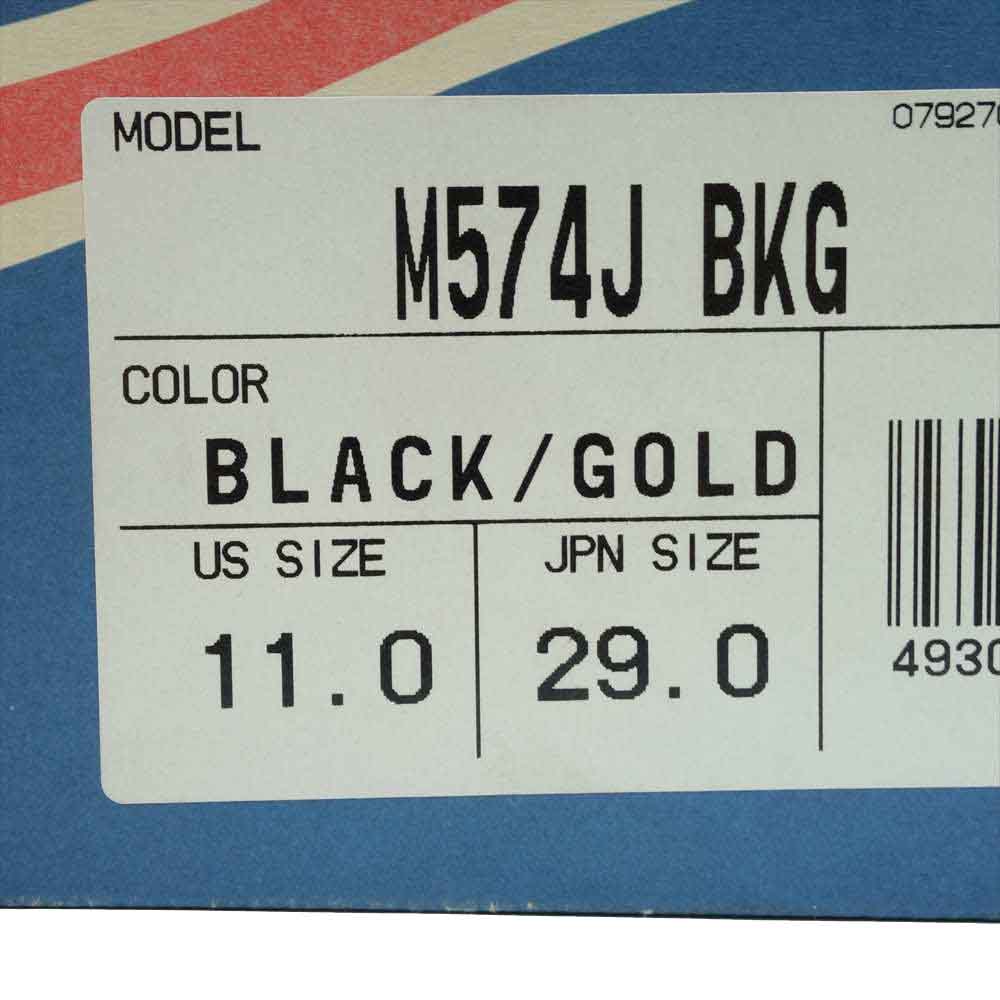 MODEL 07927
M574J BKG
COLOR
BLACK/GOLD
US SIZE JPN SIZE
11.0 29.0
4930